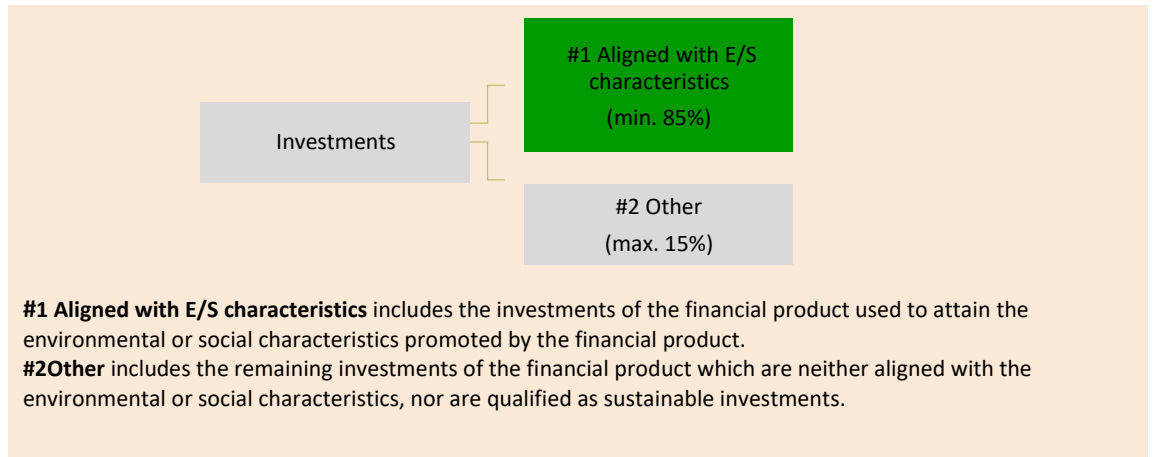 #1 Aligned with E/S
characteristics
(min. 85%)
Investments
#2 Other
(max. 15%)
#1 Aligned with E/S characteristics includes the investments of the financial product used to attain the
environmental or social characteristics promoted by the financial product.
#2Other includes the remaining investments of the financial product which are neither aligned with the
environmental or social characteristics, nor are qualified as sustainable investments.